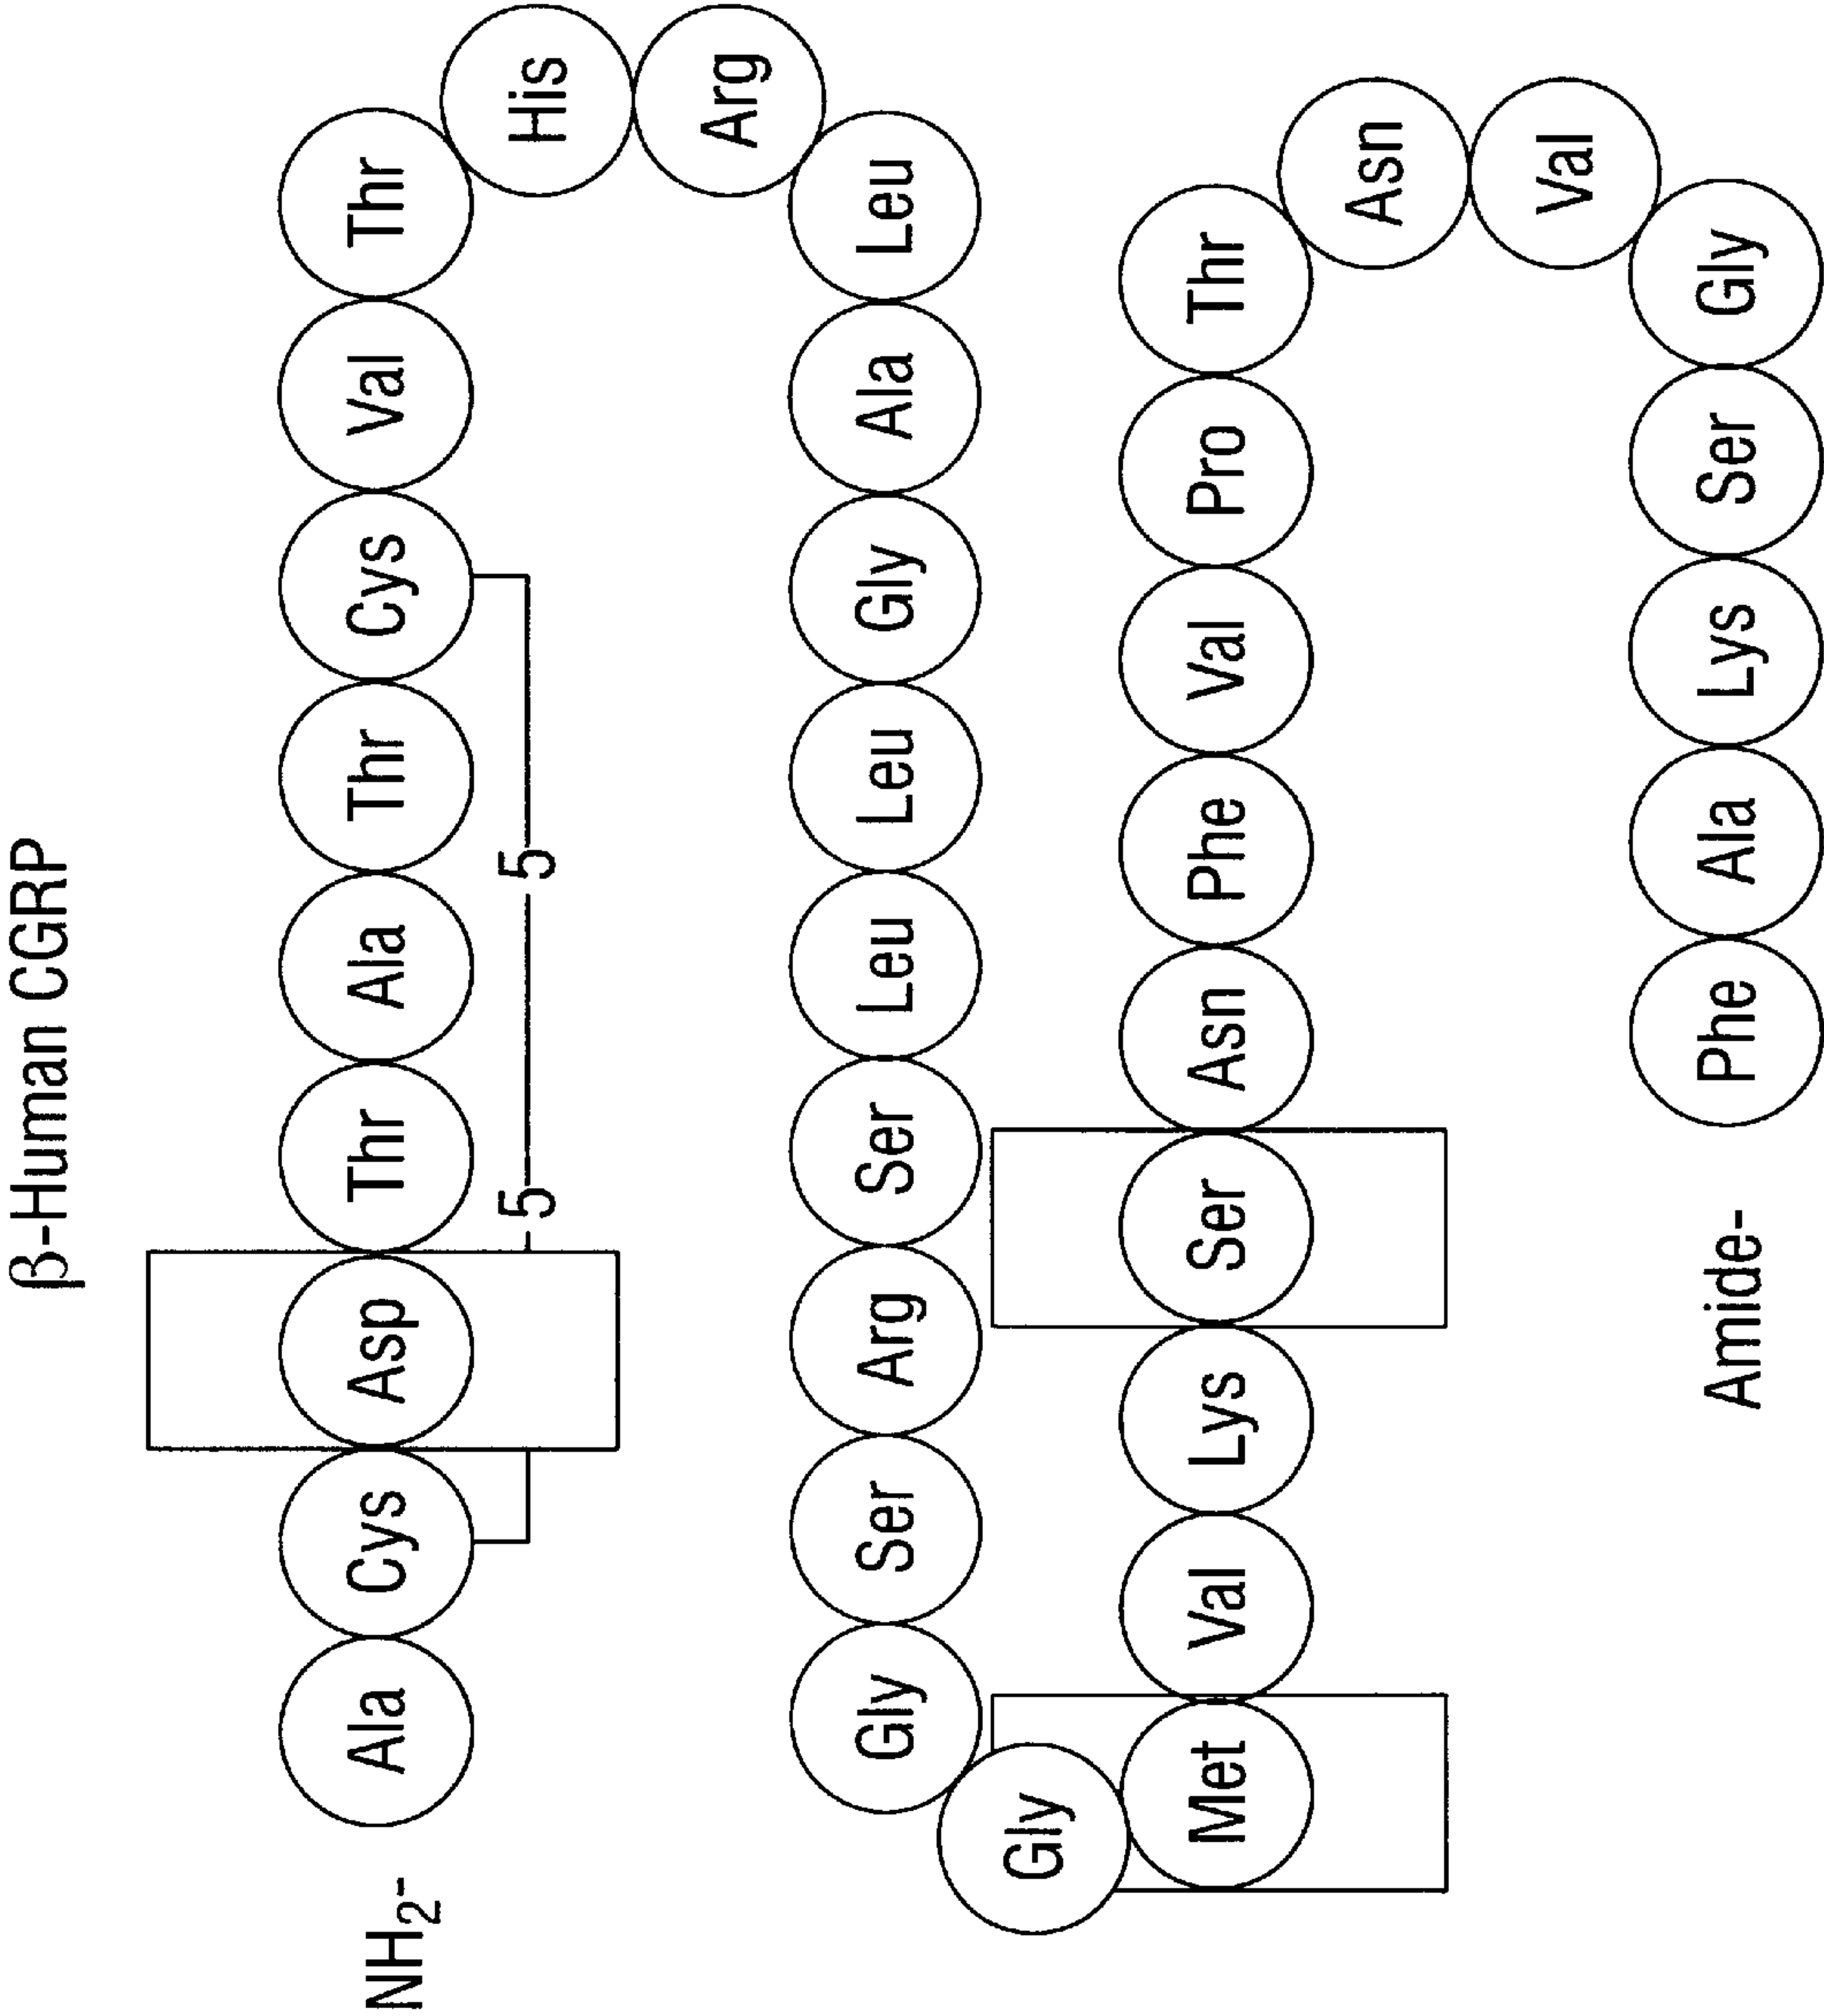 β-Human CGRP
NH2- Ala Cys Asp Thr Ala Thr Cys Val Thr
5 5
His
Arg
Gly Ser Arg Ser Leu Leu Gly Ala Leu
Gly
Met Val Lys Ser Asn Phe Val Pro Thr
Asn
Val
Amide- Phe Ala Lys Ser Gly